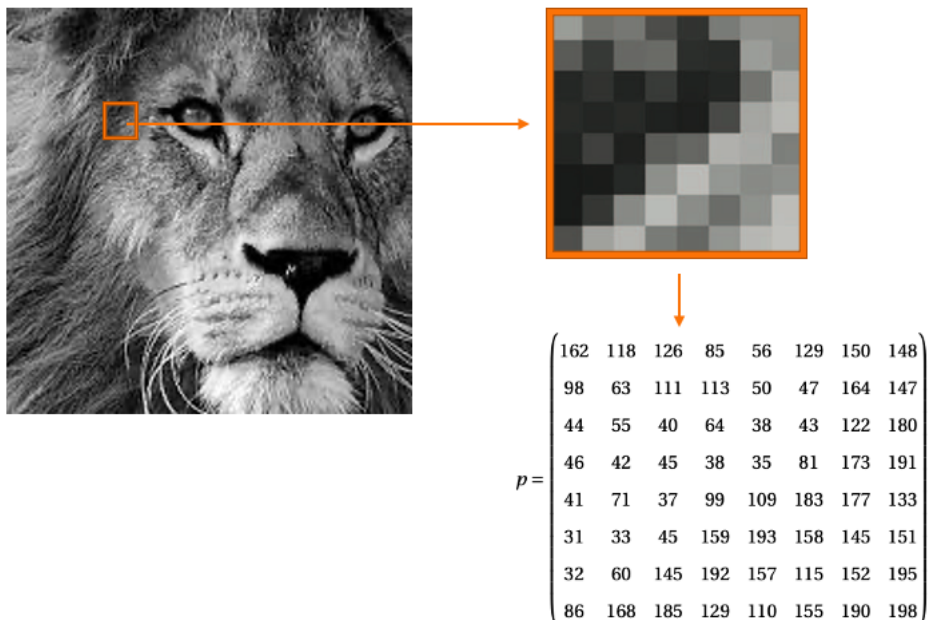 162 118 126 85 56 129 150 148
98 63 111 113 50 47 164 147
44 55 40 64 38 43 122 180
46 42 45 38 35 81 173 191
p =
41 71 37 99 109 183 177 133
31 33 45 159 193 158 145 151
32 60 145 192 157 115 152 195
86 168 185 129 110 155 190 198